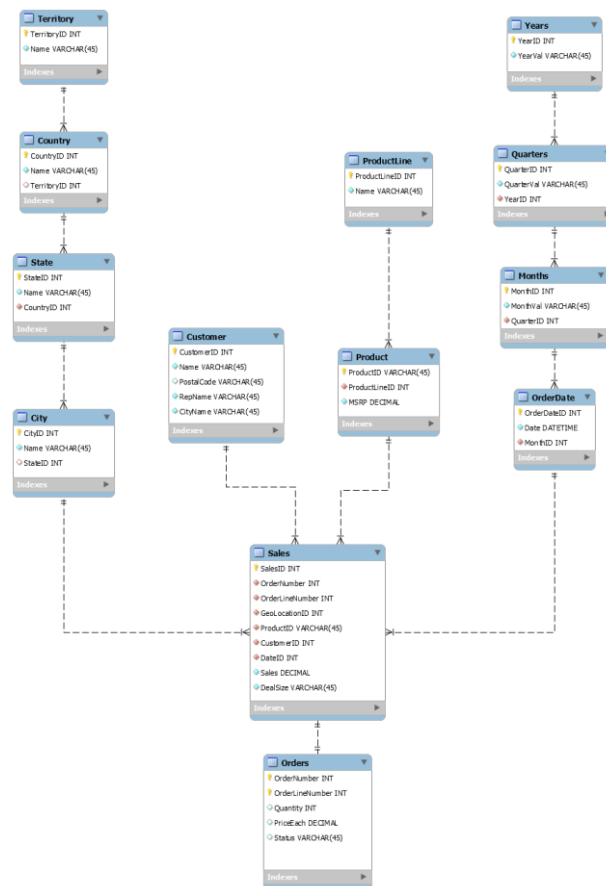 Territory
TerritoryID INT
Name VARCHAR(45)
Indexes
Country
CountryID INT
Name VARCHAR(45)
TerritoryID INT
Indexes
State
StateID INT
Name VARCHAR(45)
CountryID INT
Indexes
City
CityID INT
Name VARCHAR(45)
StateID INT
Indexes
Customer
CustomerID INT
Name VARCHAR(45)
PostalCode VARCHAR(45)
RepName VARCHAR(45)
CityName VARCHAR(45)
Indexes
ProductLine
ProductLineID INT
Name VARCHAR(45)
Indexes
Product
ProductID VARCHAR(45)
ProductLineID INT
MSRP DECIMAL
Indexes
Years
YearID INT
YearVal VARCHAR(45)
Indexes
Quarters
QuarterID INT
QuarterVal VARCHAR(45)
YearID INT
Indexes
Months
MonthID INT
MonthVal VARCHAR(45)
QuarterID INT
Indexes
OrderDate
OrderDateID INT
Date DATETIME
MonthID INT
Indexes
Sales
SalesID INT
OrderNumber INT
OrderLineNumber INT
GeoLocationID INT
ProductID VARCHAR(45)
CustomerID INT
DateID INT
Sales DECIMAL
DealSize VARCHAR(45)
Indexes
Orders
OrderNumber INT
OrderLineNumber INT
Quantity INT
PriceEach DECIMAL
Status VARCHAR(45)
Indexes